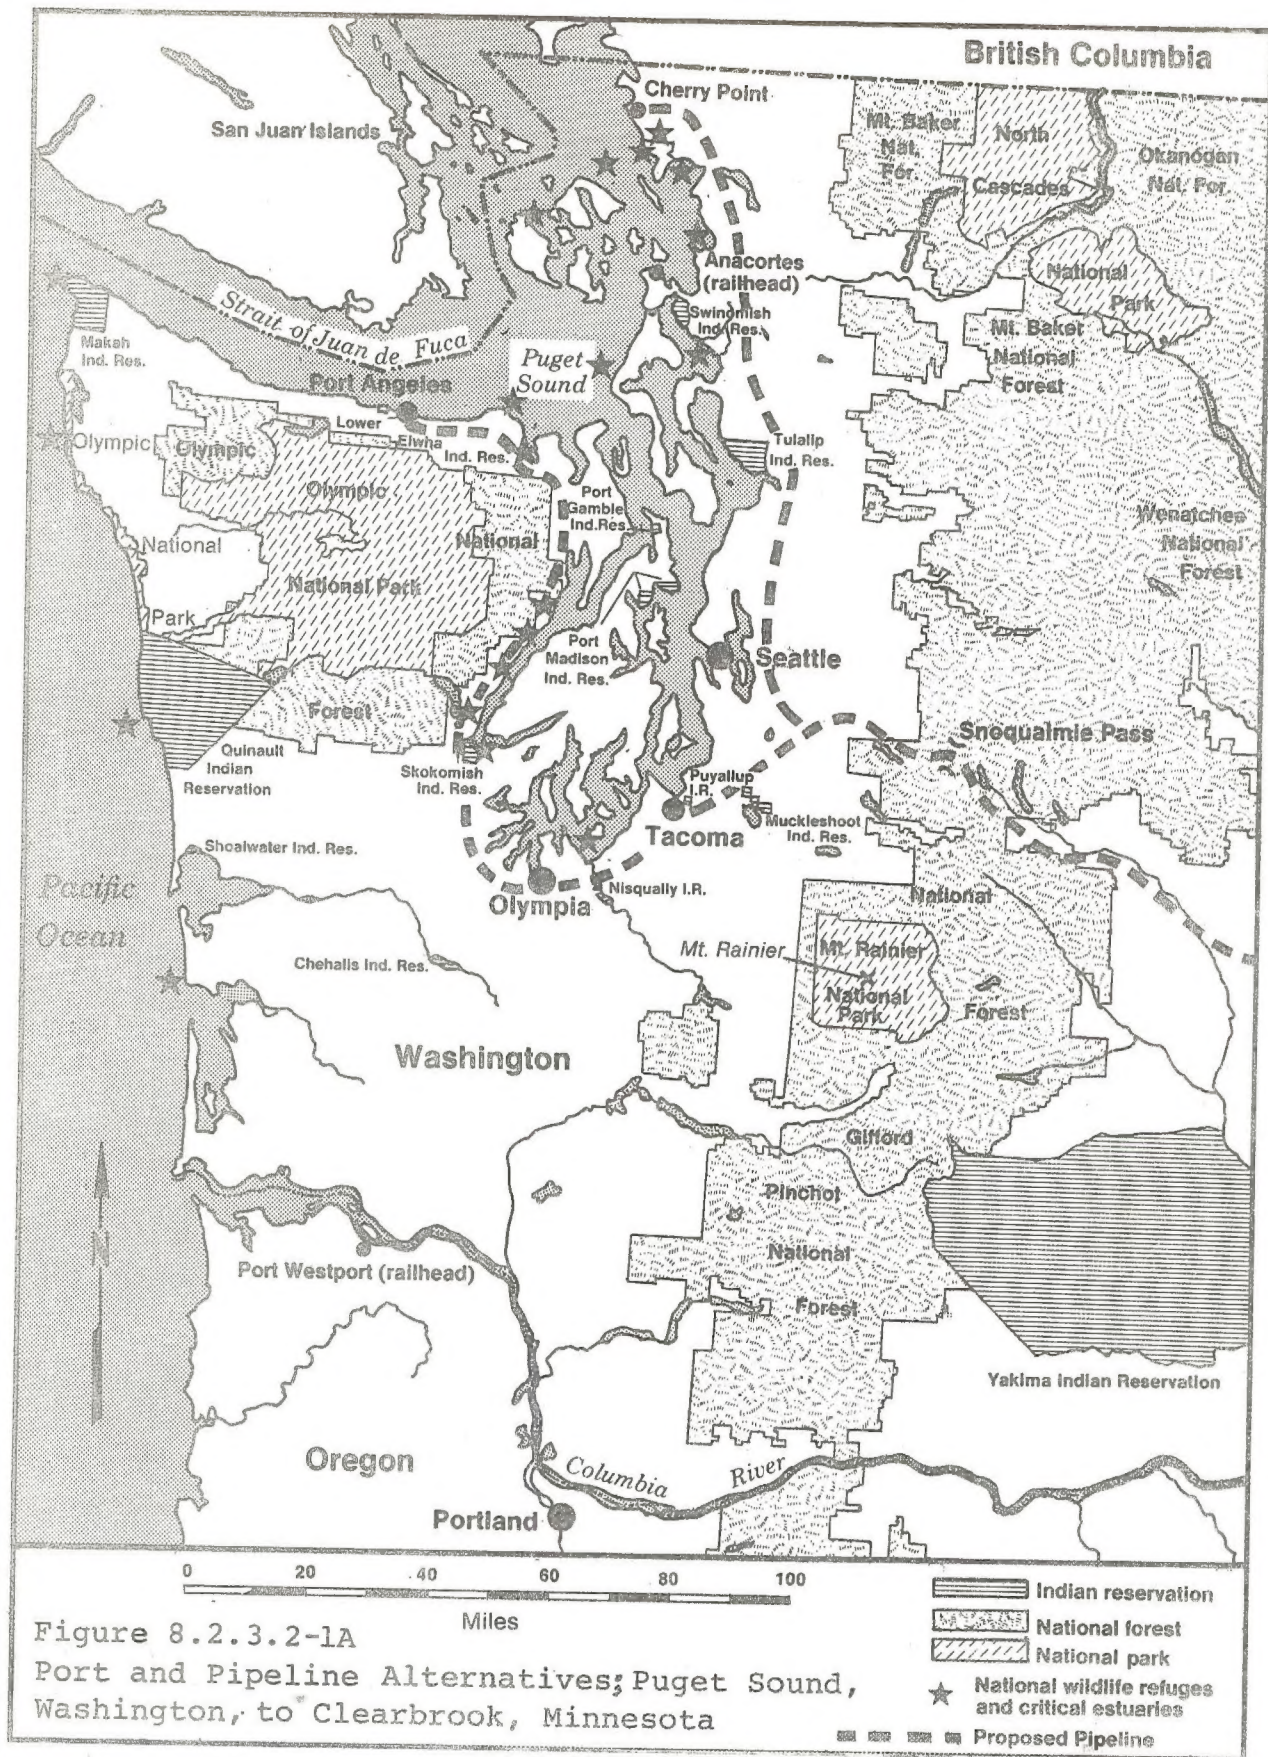 British Columbia
Cherry Point
San Juan Islands
Mt. Baker
Nat.
For.
North
Cascades
Okanogan
Nat. For.
Anacortes
(railhead)
National
Park
Swinomish
Ind. Res.
Strait of Juan de Fuca
Makah
Ind. Res.
Puget
Sound
Mt. Baker
National
Forest
Port Angeles
Lower
Elwha
Ind. Res.
Olympic
Olympic
Tulalip
Ind. Res.
Olympic
Port
Gamble
Ind. Res.
National
National
Wenatchee
National
Forest
National Park
Park
Port
Madison
Ind. Res.
Seattle
Forest
Snoqualmie Pass
Quinault
Indian
Reservation
Skokomish
Ind. Res.
Puyallup
I.R.
Tacoma
Muckleshoot
Ind. Res.
Shoalwater Ind. Res.
Pacific
Ocean
Olympia
Nisqually I.R.
National
Mt. Rainier
Mt. Rainier
National
Park
Forest
Chehalis Ind. Res.
Washington
Gifford
Pinchot
National
Forest
N
Port Westport (railhead)
Yakima Indian Reservation
Oregon
Columbia River
Portland
0 20 40 60 80 100
Miles
Indian reservation
National forest
National park
National wildlife refuges
and critical estuaries
Proposed Pipeline
Figure 8.2.3.2-1A
Port and Pipeline Alternatives; Puget Sound,
Washington, to Clearbrook, Minnesota